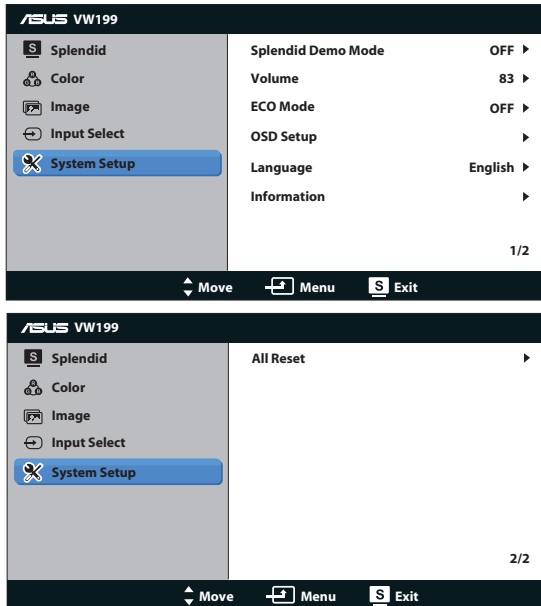 ASUS VW199
S Splendid
Color
Image
Input Select
System Setup
Splendid Demo Mode OFF
Volume 83
ECO Mode OFF
OSD Setup
Language English
Information
1/2
Move Menu S Exit
ASUS VW199
S Splendid
Color
Image
Input Select
System Setup
All Reset
2/2
Move Menu S Exit